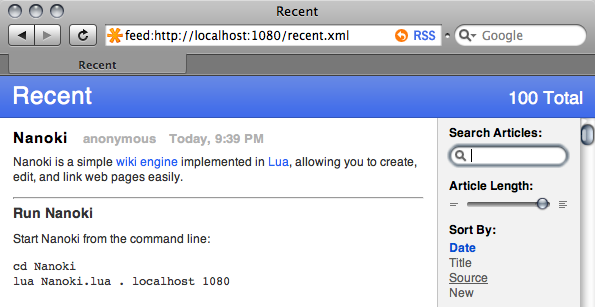 Recent
feed:http://localhost:1080/recent.xml
RSS
Google
Recent
Recent
100 Total
Nanoki anonymous Today, 9:39 PM
Nanoki is a simple wiki engine implemented in Lua, allowing you to create,
edit, and link web pages easily.
Run Nanoki
Start Nanoki from the command line:
cd Nanoki
lua Nanoki.lua . localhost 1080
Search Articles:
Article Length:
Sort By:
Date
Title
Source
New